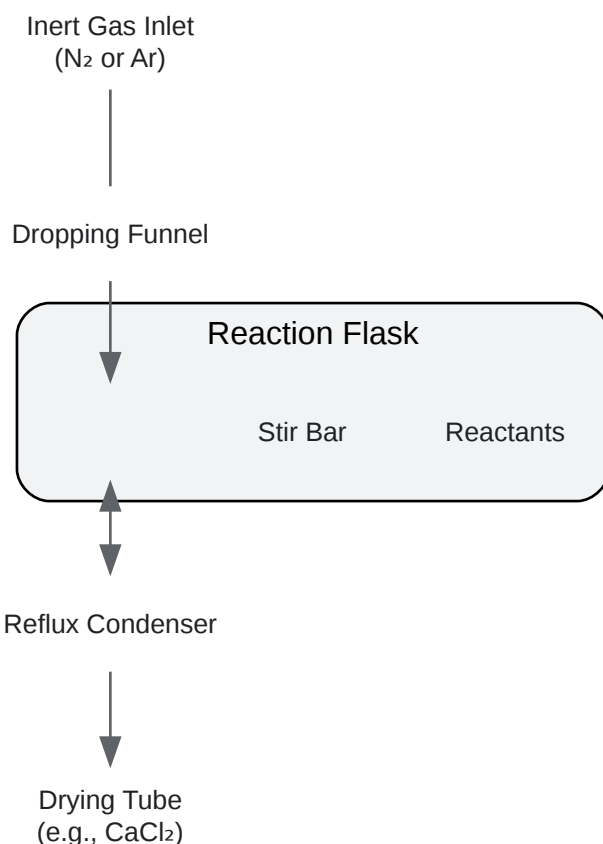 Inert Gas Inlet
(N₂ or Ar)
Dropping Funnel
Reaction Flask
Stir Bar
Reactants
Reflux Condenser
Drying Tube
(e.g., CaCl₂)